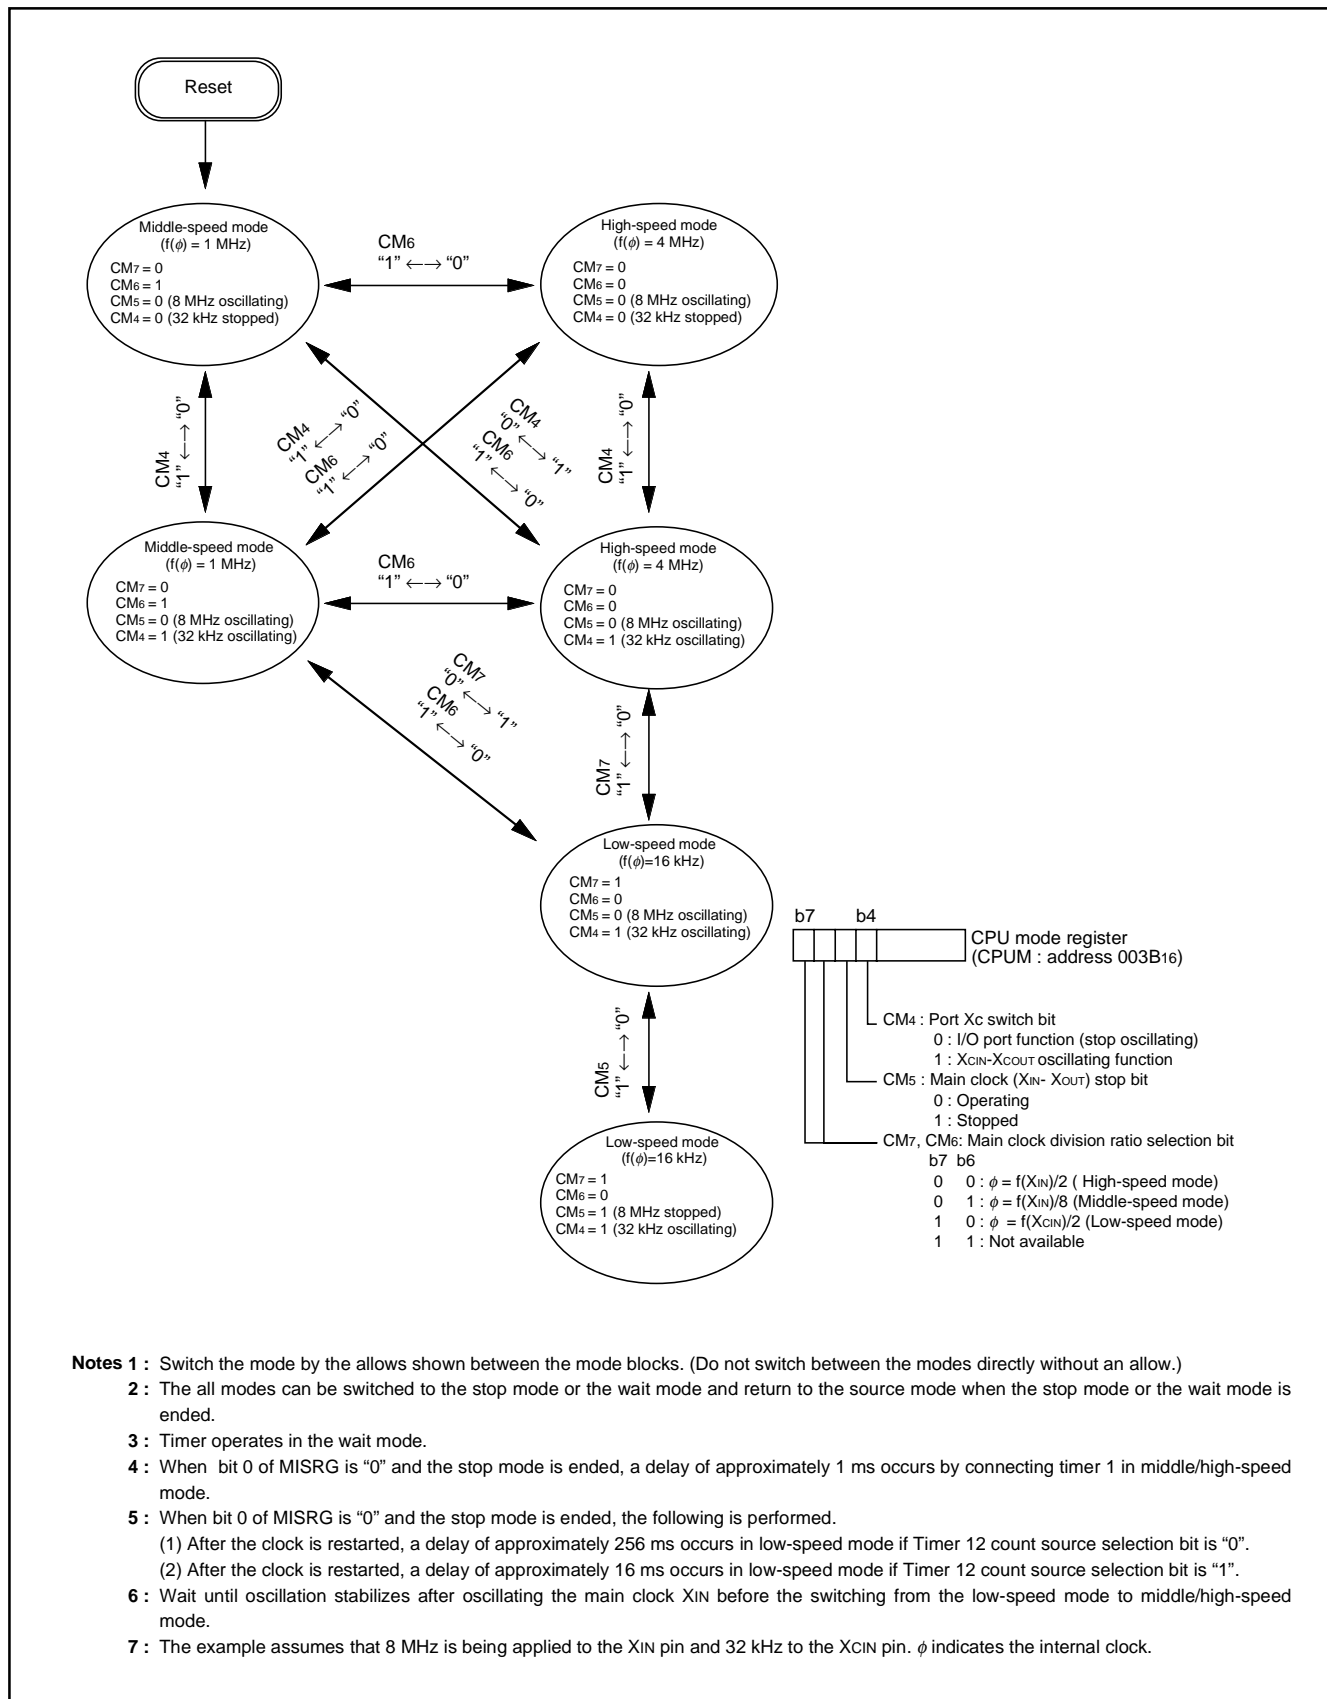 Reset
Middle-speed mode
(f(ϕ) = 1 MHz)
CM7 = 0
CM6 = 1
CM5 = 0 (8 MHz oscillating)
CM4 = 0 (32 kHz stopped)
CM6
“1” ←→ “0”
High-speed mode
(f(ϕ) = 4 MHz)
CM7 = 0
CM6 = 0
CM5 = 0 (8 MHz oscillating)
CM4 = 0 (32 kHz stopped)
CM4
“1” ←→ “0”
CM4
“1” ←→ “0”
CM6
“1” ←→ “0”
CM4
“0” ←→ “1”
CM6
“1” ←→ “0”
CM4
“1” ←→ “0”
Middle-speed mode
(f(ϕ) = 1 MHz)
CM7 = 0
CM6 = 1
CM5 = 0 (8 MHz oscillating)
CM4 = 1 (32 kHz oscillating)
CM6
“1” ←→ “0”
High-speed mode
(f(ϕ) = 4 MHz)
CM7 = 0
CM6 = 0
CM5 = 0 (8 MHz oscillating)
CM4 = 1 (32 kHz oscillating)
CM7
“0” ←→ “1”
CM6
“1” ←→ “0”
CM7
“1” ←→ “0”
Low-speed mode
(f(ϕ)=16 kHz)
CM7 = 1
CM6 = 0
CM5 = 0 (8 MHz oscillating)
CM4 = 1 (32 kHz oscillating)
CM5
“1” ←→ “0”
Low-speed mode
(f(ϕ)=16 kHz)
CM7 = 1
CM6 = 0
CM5 = 1 (8 MHz stopped)
CM4 = 1 (32 kHz oscillating)
b7 b4
CPU mode register
(CPUM : address 003B16)
CM4 : Port Xc switch bit
0 : I/O port function (stop oscillating)
1 : XCIN-XCOUT oscillating function
CM5 : Main clock (XIN- XOUT) stop bit
0 : Operating
1 : Stopped
CM7, CM6: Main clock division ratio selection bit
b7 b6
0 0 : ϕ = f(XIN)/2 ( High-speed mode)
0 1 : ϕ = f(XIN)/8 (Middle-speed mode)
1 0 : ϕ = f(XCIN)/2 (Low-speed mode)
1 1 : Not available
Notes 1 : Switch the mode by the allows shown between the mode blocks. (Do not switch between the modes directly without an allow.)
2 : The all modes can be switched to the stop mode or the wait mode and return to the source mode when the stop mode or the wait mode is
ended.
3 : Timer operates in the wait mode.
4 : When bit 0 of MISRG is “0” and the stop mode is ended, a delay of approximately 1 ms occurs by connecting timer 1 in middle/high-speed
mode.
5 : When bit 0 of MISRG is “0” and the stop mode is ended, the following is performed.
(1) After the clock is restarted, a delay of approximately 256 ms occurs in low-speed mode if Timer 12 count source selection bit is “0”.
(2) After the clock is restarted, a delay of approximately 16 ms occurs in low-speed mode if Timer 12 count source selection bit is “1”.
6 : Wait until oscillation stabilizes after oscillating the main clock XIN before the switching from the low-speed mode to middle/high-speed
mode.
7 : The example assumes that 8 MHz is being applied to the XIN pin and 32 kHz to the XCIN pin. ϕ indicates the internal clock.